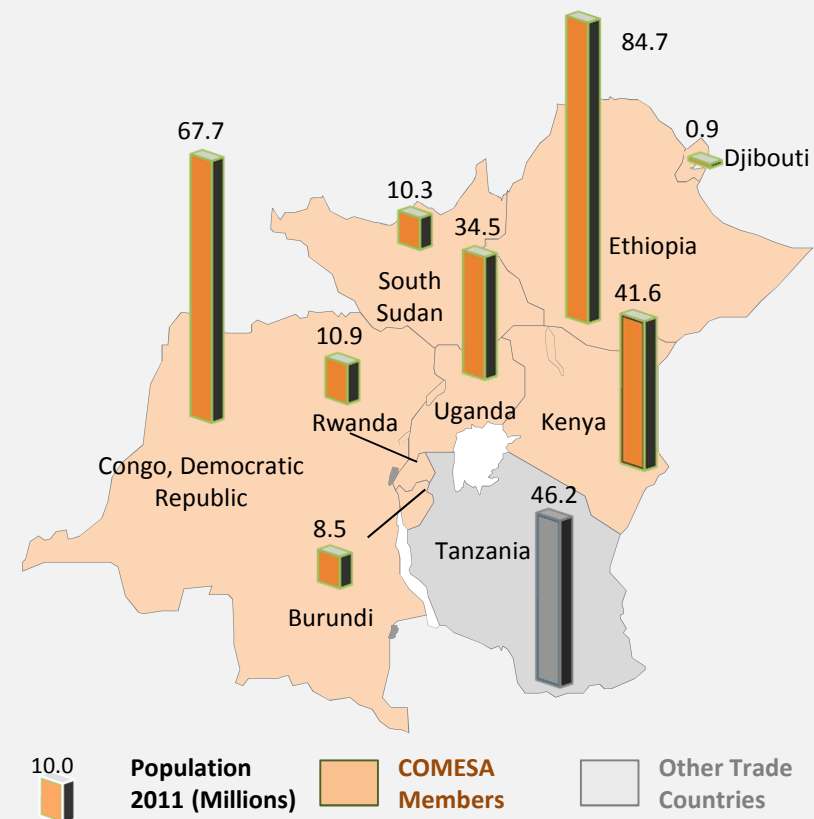 84.7
0.9
Djibouti
67.7
10.3
34.5
Ethiopia
South
Sudan
41.6
10.9
Rwanda
Uganda
Kenya
Congo, Democratic
Republic
46.2
8.5
Tanzania
Burundi
10.0
Population
2011 (Millions)
COMESA
Members
Other Trade
Countries